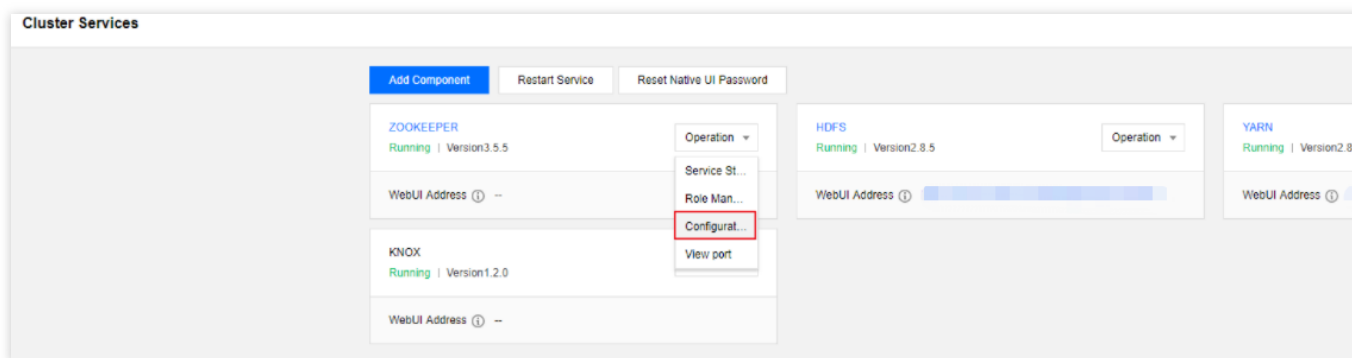 Cluster Services
Add Component Restart Service Reset Native UI Password
ZOOKEEPER
Running | Version3.5.5
Operation
Service St...
Role Man...
Configurat...
View port
WebUI Address --
HDFS
Running | Version2.8.5
Operation
WebUI Address
YARN
Running | Version2.8
WebUI Address
KNOX
Running | Version1.2.0
WebUI Address --